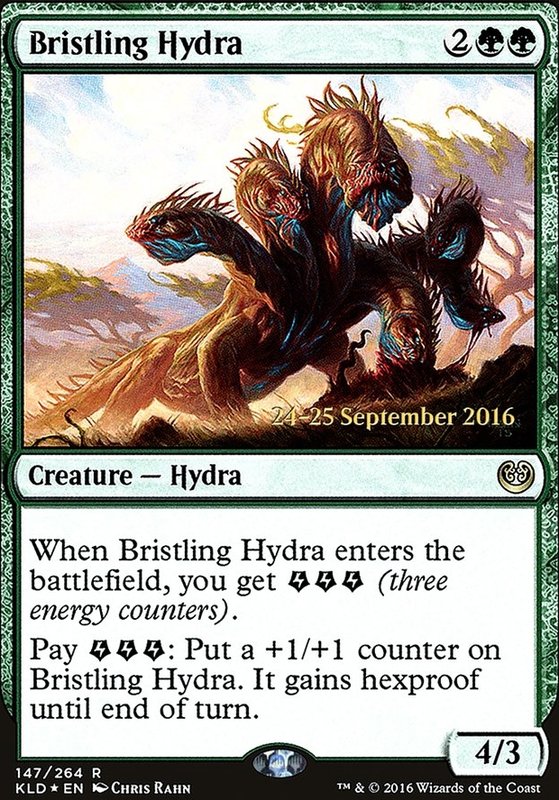 Bristling Hydra 2
24–25 September 2016
Creature — Hydra
When Bristling Hydra enters the
battlefield, you get (three
energy counters).
Pay : Put a +1/+1 counter on
Bristling Hydra. It gains hexproof
until end of turn.
4/3
147/264 R
KLD ★ EN Chris Rahn
™ & © 2016 Wizards of the Coast